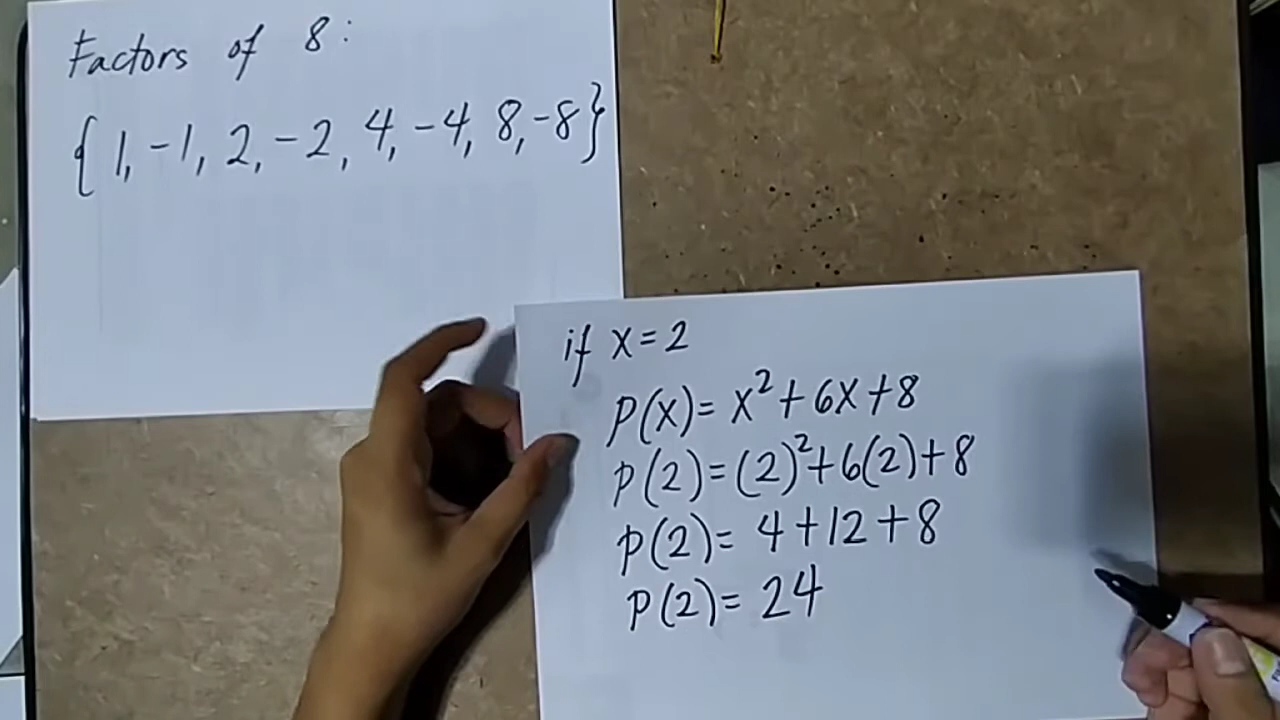 Factors of 8:
{1, -1, 2, -2, 4, -4, 8, -8}
if x = 2
P(x) = x² + 6x + 8
P(2) = (2)² + 6(2) + 8
P(2) = 4 + 12 + 8
P(2) = 24